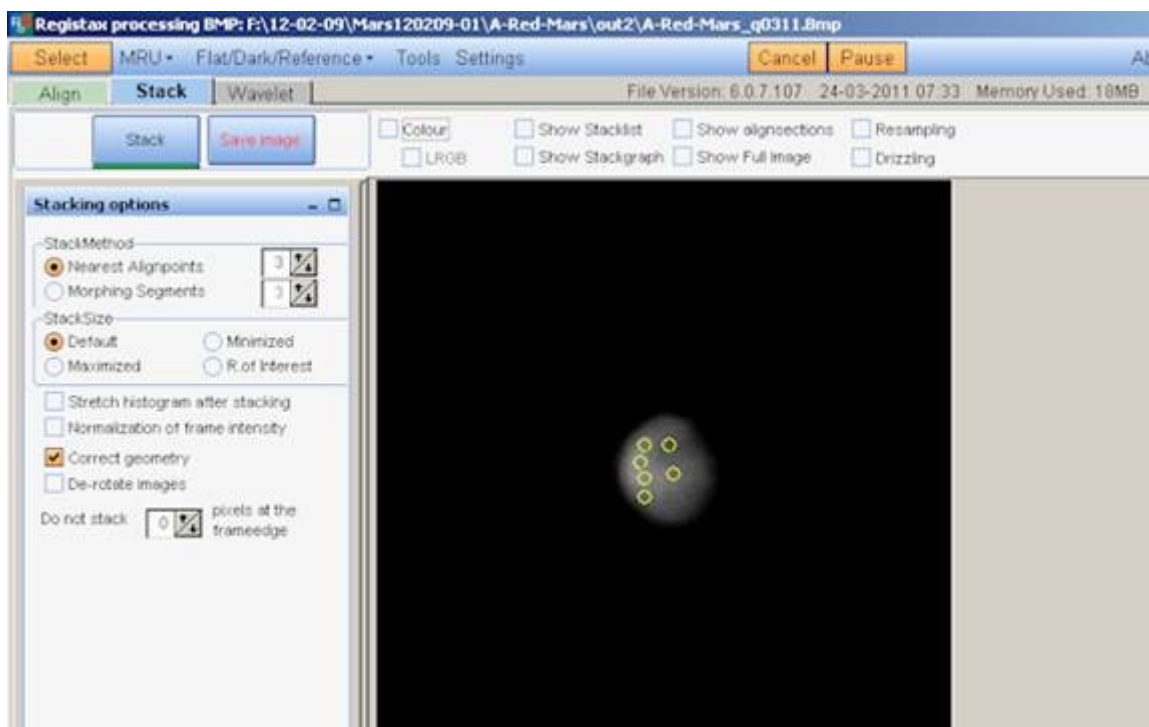 Registax processing BMP: F:\12-02-09\Mars120209-01\A-Red-Mars\out2\A-Red-Mars_q0311.Bmp
Select MRU Flat/Dark/Reference Tools Settings Cancel Pause
Align Stack Wavelet File Version: 6.0.7.107 24-03-2011 07:33 Memory Used: 18MB
Stack Save image Colour Show Stacklist Show alignsections Resampling
LRGB Show Stackgraph Show Full Image Drizzling
Stacking options
StackMethod
Nearest Alignpoints 3
Morphing Segments 3
StackSize
Default Minimized
Maximized R.of Interest
Stretch histogram after stacking
Normalization of frame intensity
Correct geometry
De-rotate images
Do not stack 0 pixels at the
frameedge